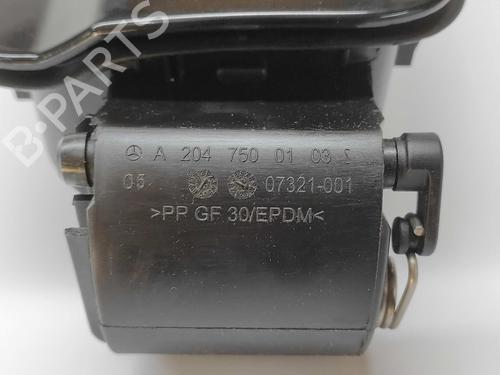 B-PARTS
A 204 750 01 03
05 07321-001
>PP GF 30/EPDM<